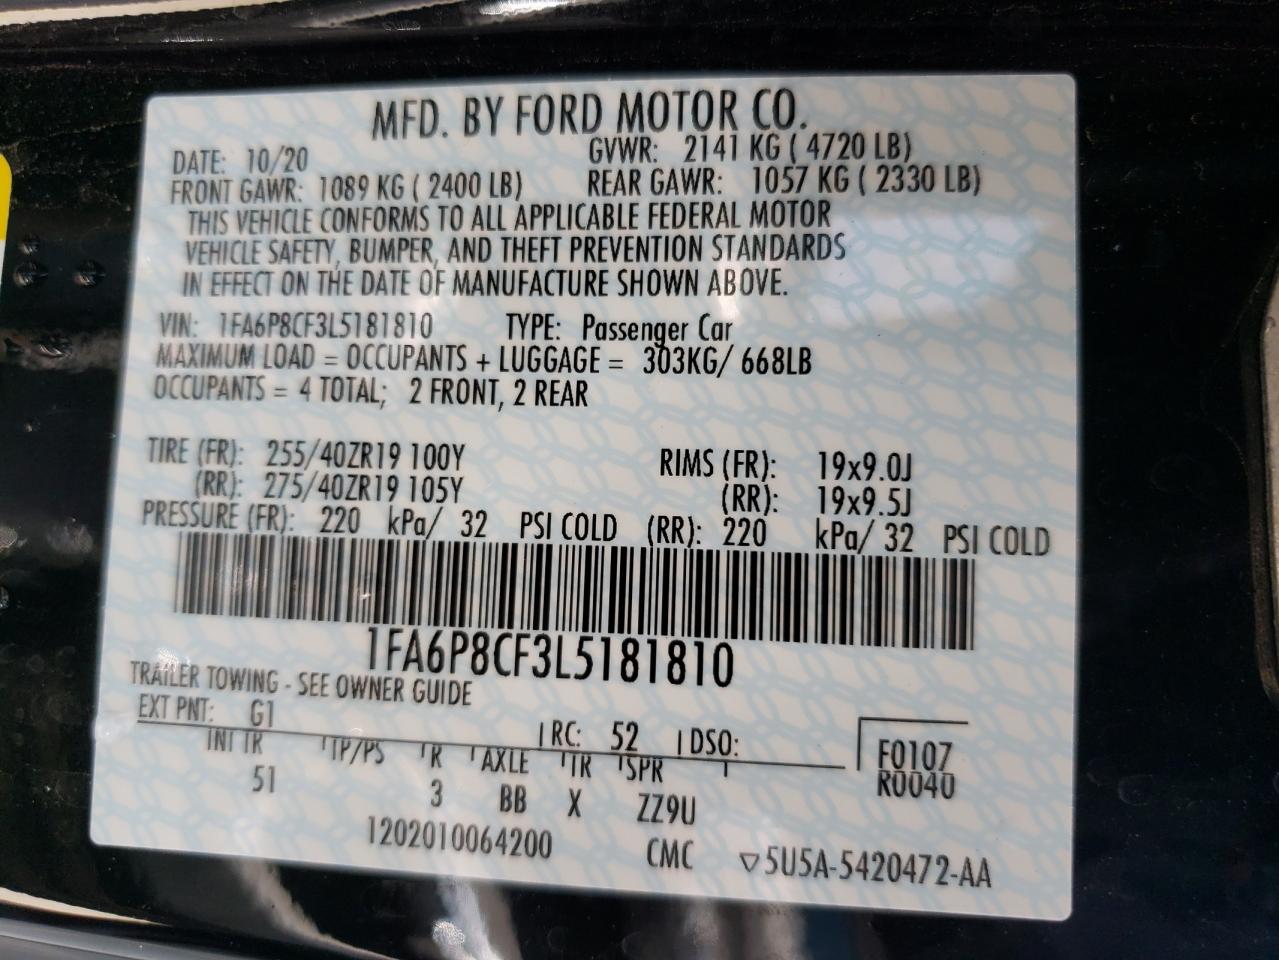 MFD. BY FORD MOTOR CO.
DATE: 10/20 GVWR: 2141 KG ( 4720 LB)
FRONT GAWR: 1089 KG ( 2400 LB) REAR GAWR: 1057 KG ( 2330 LB)
THIS VEHICLE CONFORMS TO ALL APPLICABLE FEDERAL MOTOR
VEHICLE SAFETY, BUMPER, AND THEFT PREVENTION STANDARDS
IN EFFECT ON THE DATE OF MANUFACTURE SHOWN ABOVE.
VIN: 1FA6P8CF3L5181810 TYPE: Passenger Car
MAXIMUM LOAD = OCCUPANTS + LUGGAGE = 303KG/ 668LB
OCCUPANTS = 4 TOTAL; 2 FRONT, 2 REAR
TIRE (FR): 255/40ZR19 100Y RIMS (FR): 19x9.0J
(RR): 275/40ZR19 105Y (RR): 19x9.5J
PRESSURE (FR): 220 kPa/ 32 PSI COLD (RR): 220 kPa/ 32 PSI COLD
1FA6P8CF3L5181810
TRAILER TOWING - SEE OWNER GUIDE
EXT PNT: G1 RC: 52 DSO: F0107
INT TR TP/PS R AXLE TR SPR R0040
51 3 BB X ZZ9U
1202010064200 CMC ▽5U5A-5420472-AA